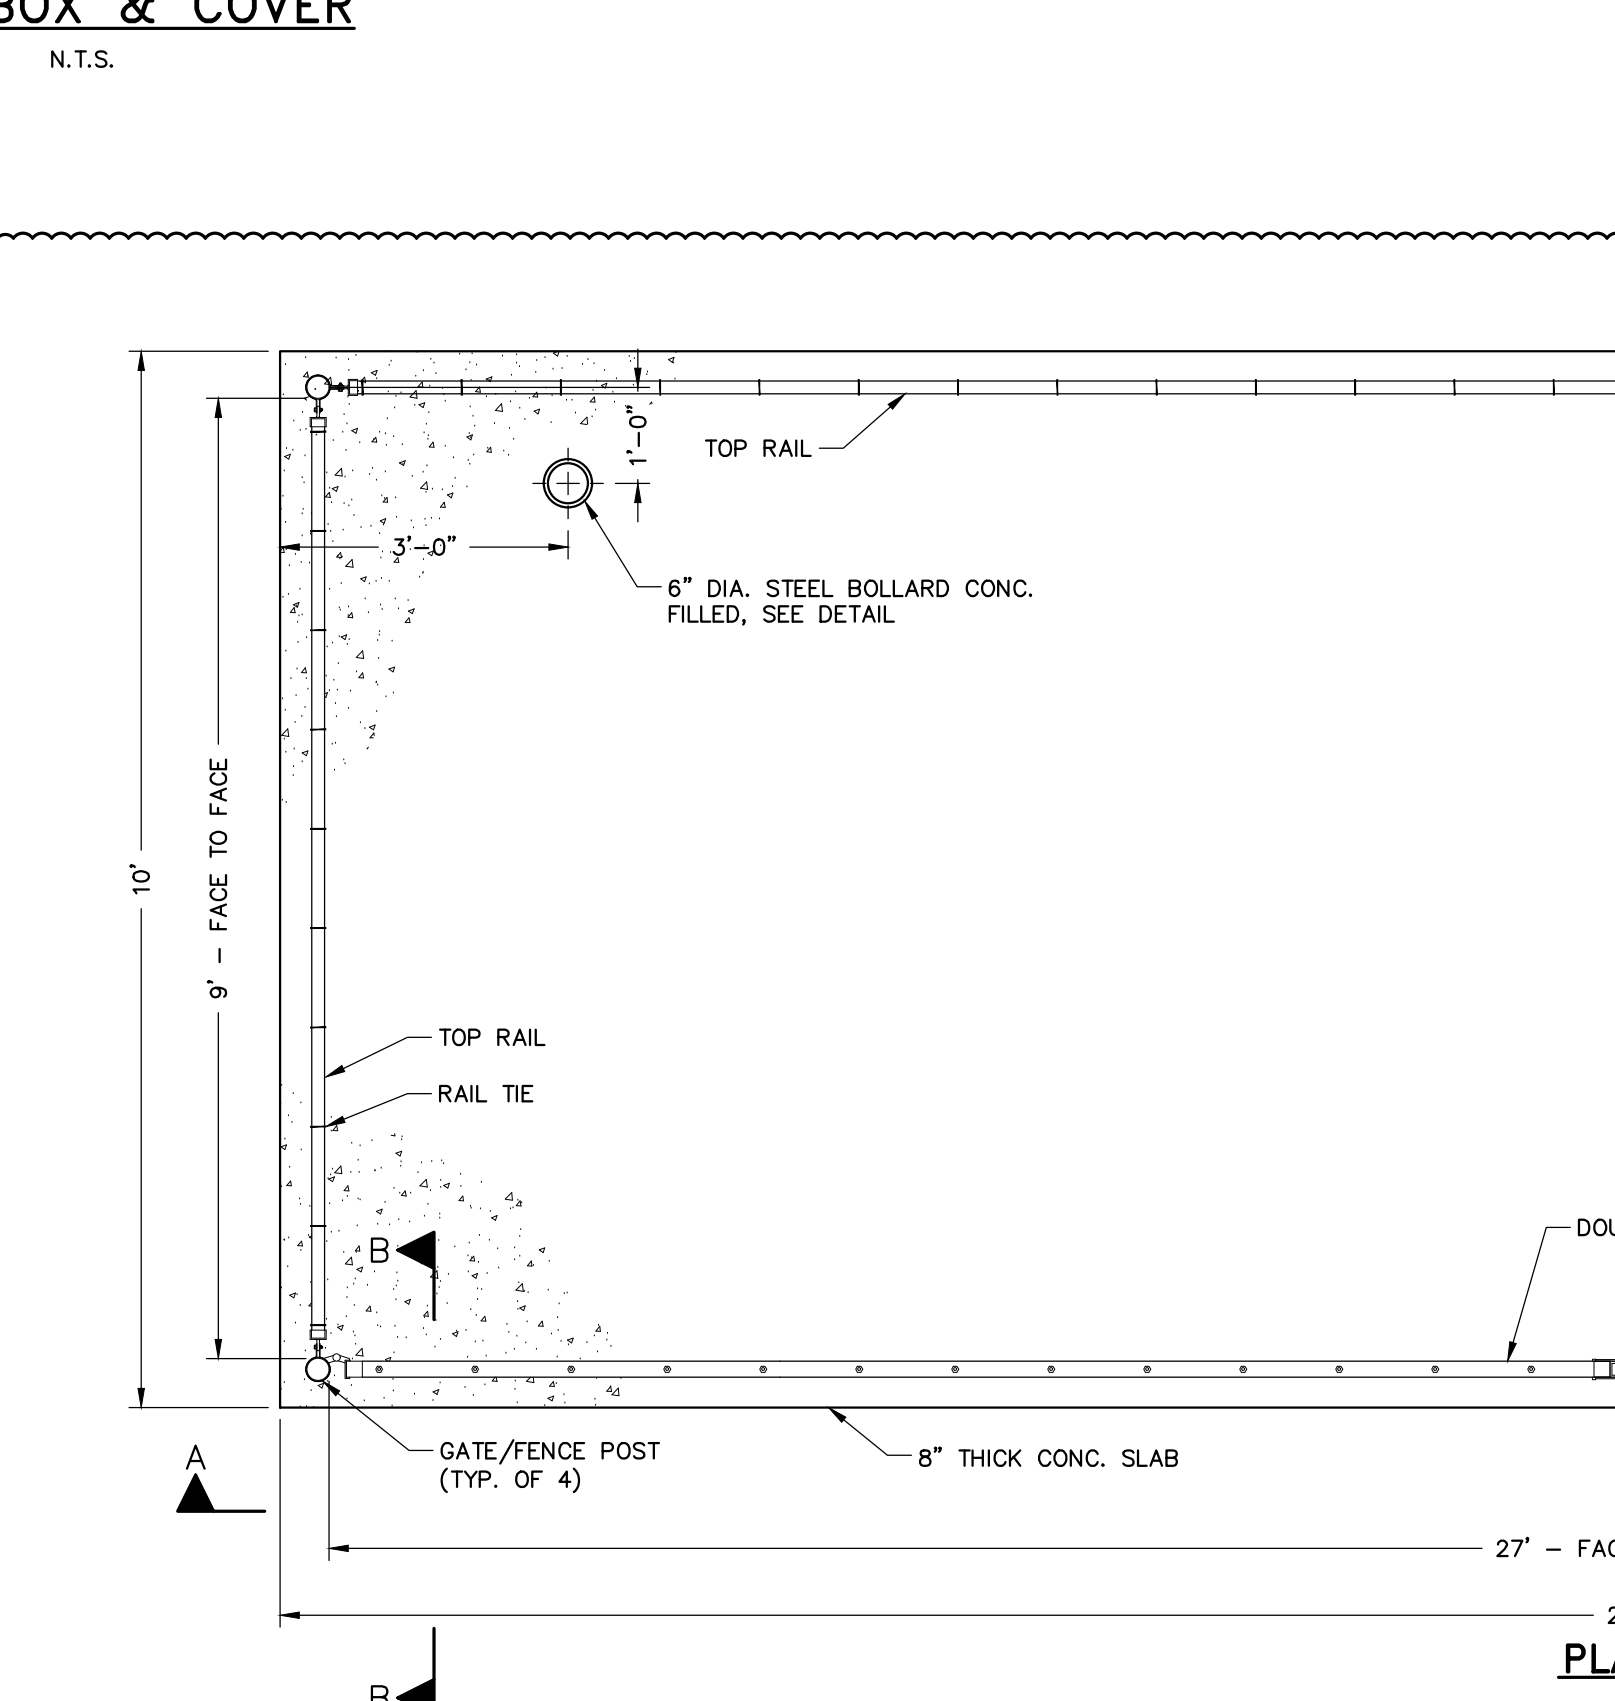 BOX & COVER
N.T.S.
1'-0"
TOP RAIL
3'-0"
6" DIA. STEEL BOLLARD CONC.
FILLED, SEE DETAIL
10'
9' - FACE TO FACE
TOP RAIL
RAIL TIE
B
GATE/FENCE POST
(TYP. OF 4)
8" THICK CONC. SLAB
A
27' -
B